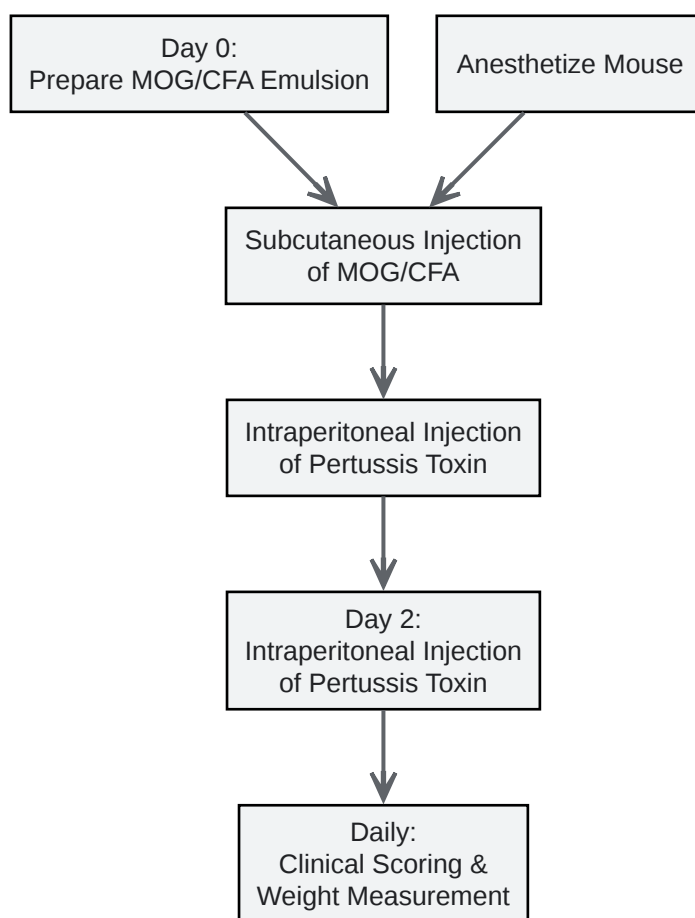 Day 0:
Prepare MOG/CFA Emulsion
Anesthetize Mouse
Subcutaneous Injection
of MOG/CFA
Intraperitoneal Injection
of Pertussis Toxin
Day 2:
Intraperitoneal Injection
of Pertussis Toxin
Daily:
Clinical Scoring &
Weight Measurement